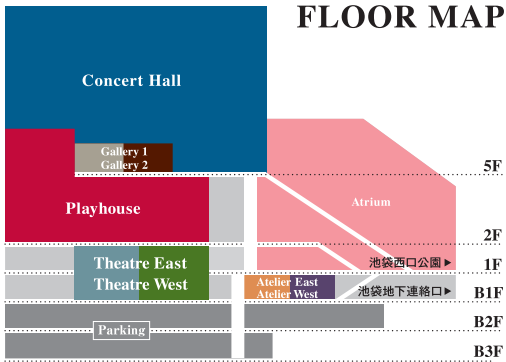 FLOOR MAP
Concert Hall
Gallery 1
Gallery 2
5F
Playhouse
Atrium
2F
Theatre East
Theatre West
池袋西口公園▶
1F
Atelier East
Atelier West
池袋地下連絡口▶
B1F
B2F
Parking
B3F